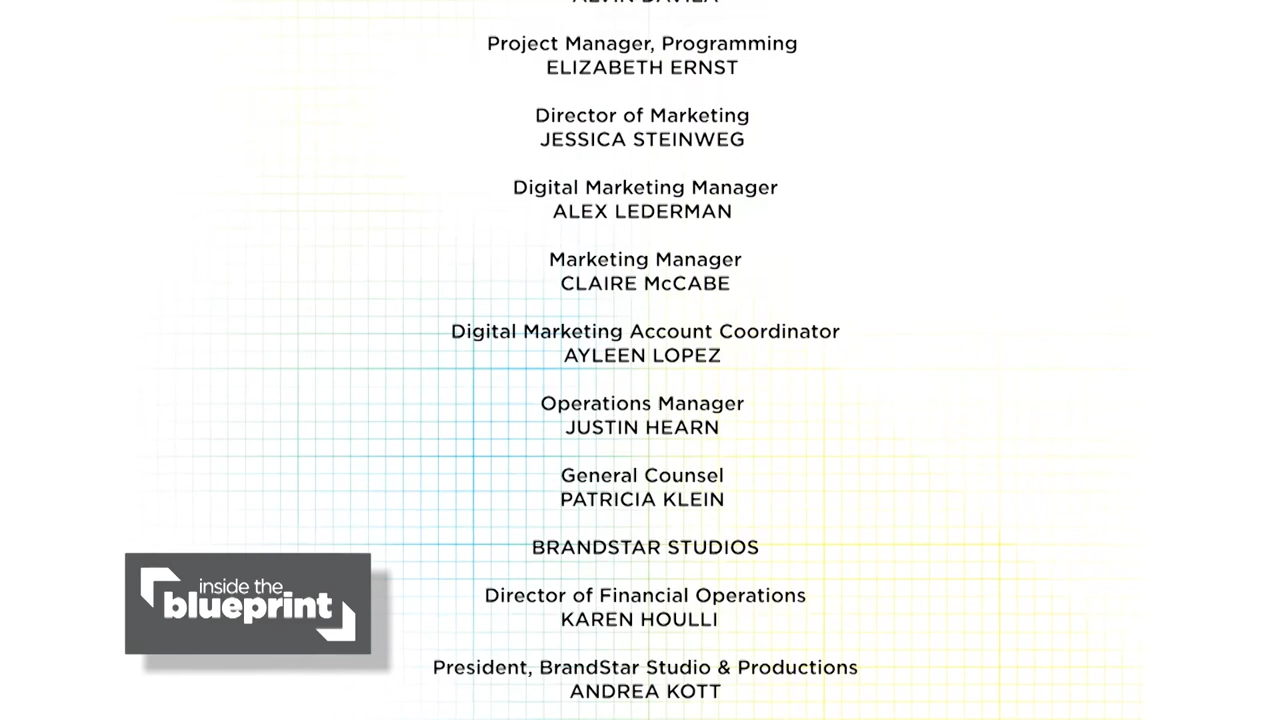 Project Manager, Programming
ELIZABETH ERNST
Director of Marketing
JESSICA STEINWEG
Digital Marketing Manager
ALEX LEDERMAN
Marketing Manager
CLAIRE McCABE
Digital Marketing Account Coordinator
AYLEEN LOPEZ
Operations Manager
JUSTIN HEARN
General Counsel
PATRICIA KLEIN
BRANDSTAR STUDIOS
Director of Financial Operations
KAREN HOULLI
President, BrandStar Studio & Productions
ANDREA KOTT
inside the
blueprint